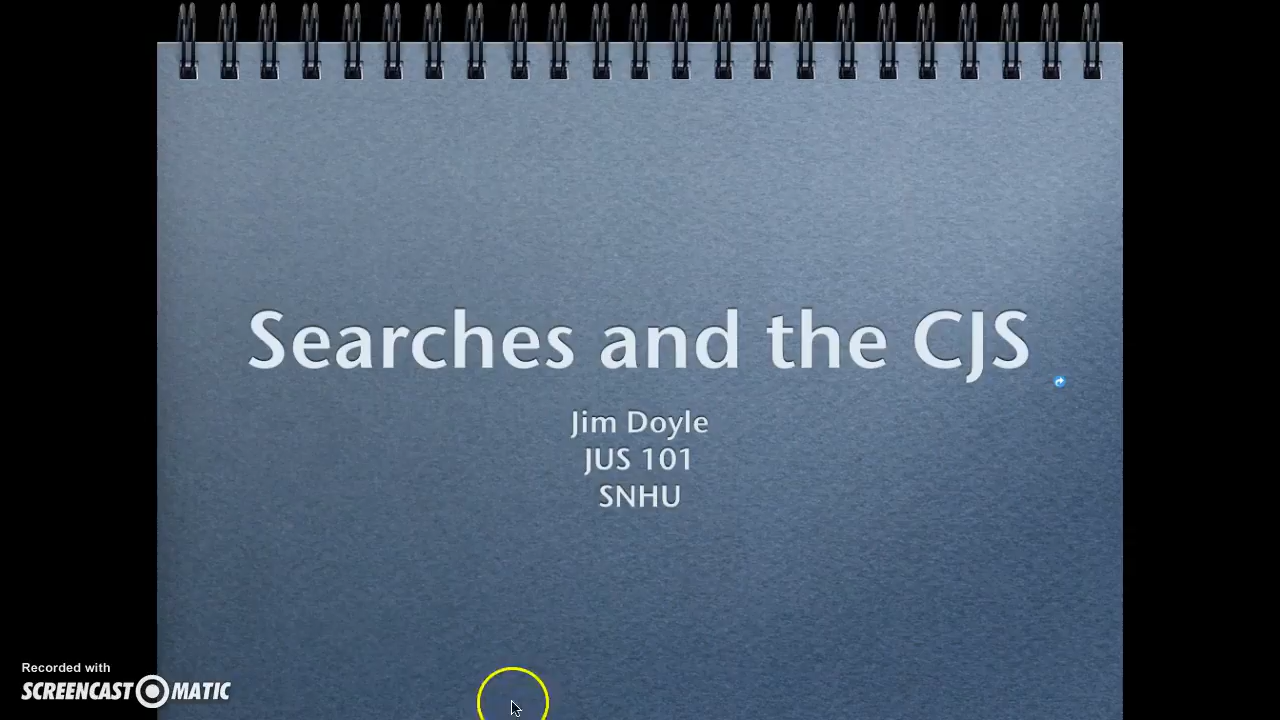 Searches and the CJS
Jim Doyle
JUS 101
SNHU
Recorded with
SCREENCAST MATIC